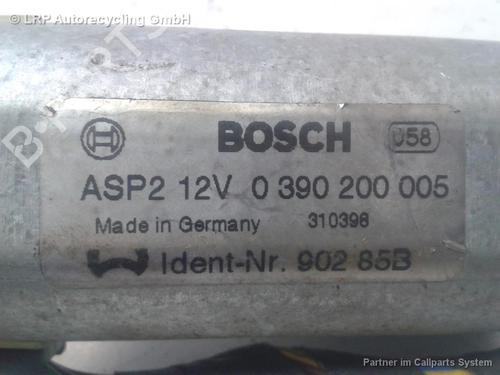 © LRP Autorecycling GmbH
BOSCH 058
ASP2 12V 0 390 200 005
Made in Germany 310398
Ident-Nr. 902 85B
Partner im Callparts System